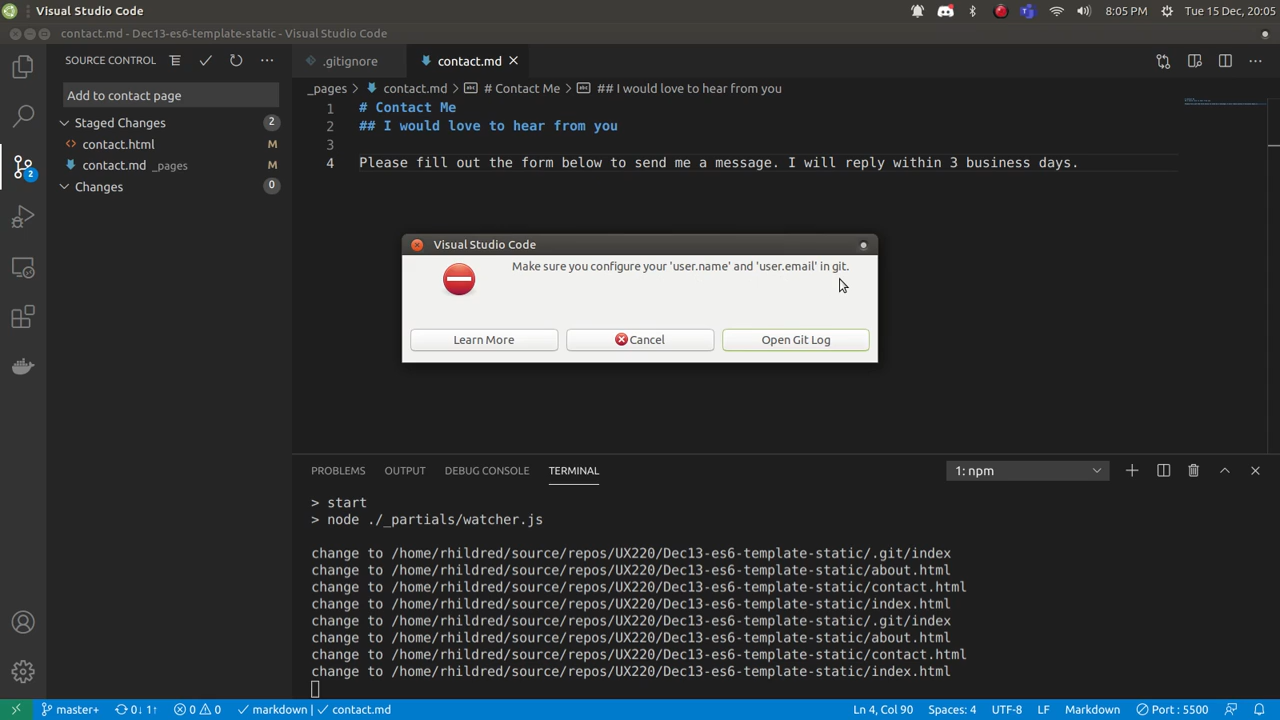 Visual Studio Code
8:05 PM
Tue 15 Dec, 20:05
contact.md - Dec13-es6-template-static - Visual Studio Code
SOURCE CONTROL
.gitignore
contact.md
Add to contact page
_pages > contact.md > # Contact Me > ## I would love to hear from you
Staged Changes
2
contact.html
M
contact.md _pages
M
Changes
0
1 # Contact Me
2 ## I would love to hear from you
3
4 Please fill out the form below to send me a message. I will reply within 3 business days.
2
Visual Studio Code
Make sure you configure your 'user.name' and 'user.email' in git.
Learn More
Cancel
Open Git Log
PROBLEMS
OUTPUT
DEBUG CONSOLE
TERMINAL
1: npm
> start
> node ./_partials/watcher.js
change to /home/rhildred/source/repos/UX220/Dec13-es6-template-static/.git/index
change to /home/rhildred/source/repos/UX220/Dec13-es6-template-static/about.html
change to /home/rhildred/source/repos/UX220/Dec13-es6-template-static/contact.html
change to /home/rhildred/source/repos/UX220/Dec13-es6-template-static/index.html
change to /home/rhildred/source/repos/UX220/Dec13-es6-template-static/.git/index
change to /home/rhildred/source/repos/UX220/Dec13-es6-template-static/about.html
change to /home/rhildred/source/repos/UX220/Dec13-es6-template-static/contact.html
change to /home/rhildred/source/repos/UX220/Dec13-es6-template-static/index.html
master+
0↓ 1↑
0
0
markdown
contact.md
Ln 4, Col 90
Spaces: 4
UTF-8
LF
Markdown
Port : 5500